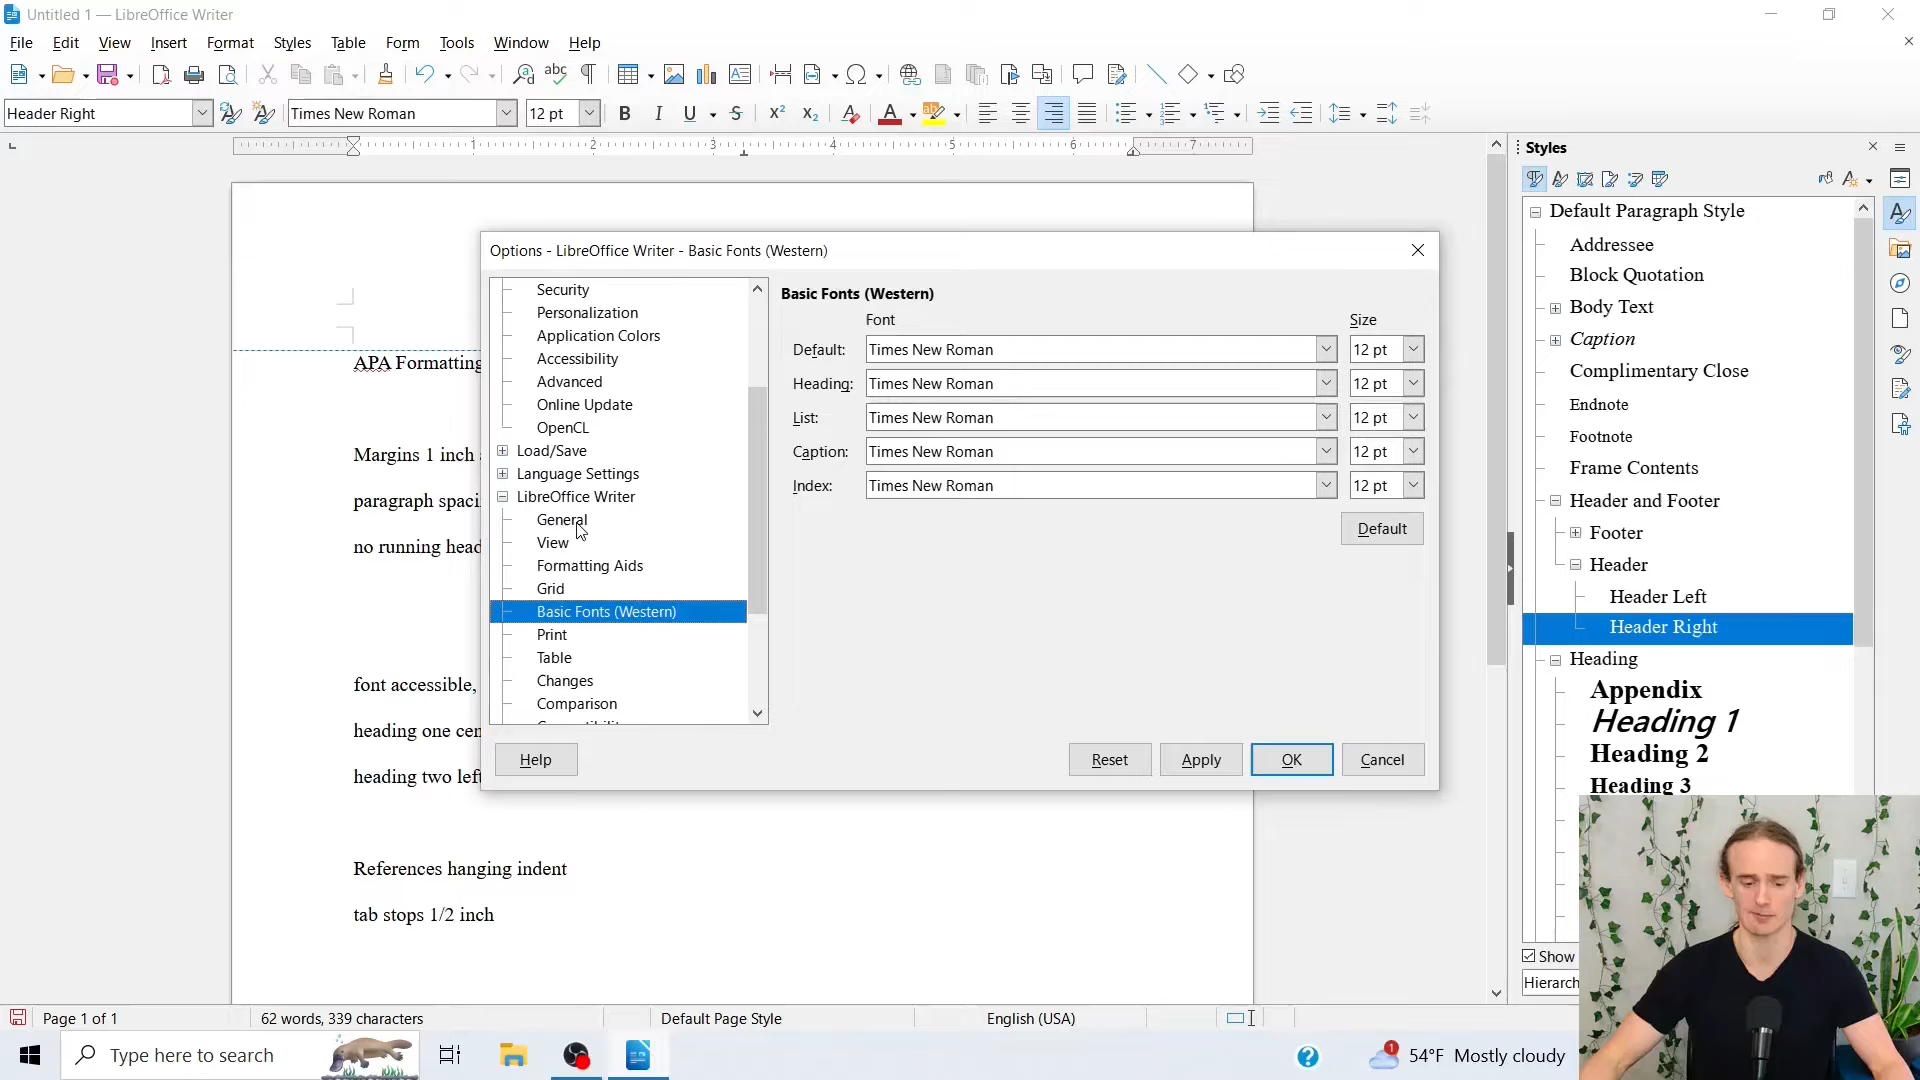 Untitled 1 — LibreOffice Writer
File Edit View Insert Format Styles Table Form Tools Window Help
Header Right
Times New Roman
12 pt
1 2 3 4 5 6 7
APA Formatting
Margins 1 inch
paragraph spaci
no running head
font accessible,
heading one cen
heading two left
References hanging indent
tab stops 1/2 inch
Options - LibreOffice Writer - Basic Fonts (Western)
Security
Personalization
Application Colors
Accessibility
Advanced
Online Update
OpenCL
Load/Save
Language Settings
LibreOffice Writer
General
View
Formatting Aids
Grid
Basic Fonts (Western)
Print
Table
Changes
Comparison
Basic Fonts (Western)
Font Size
Default: Times New Roman 12 pt
Heading: Times New Roman 12 pt
List: Times New Roman 12 pt
Caption: Times New Roman 12 pt
Index: Times New Roman 12 pt
Default
Help Reset Apply OK Cancel
Styles
Default Paragraph Style
Addressee
Block Quotation
Body Text
Caption
Complimentary Close
Endnote
Footnote
Frame Contents
Header and Footer
Footer
Header
Header Left
Header Right
Heading
Appendix
Heading 1
Heading 2
Heading 3
Show
Hierarch
Page 1 of 1
62 words, 339 characters
Default Page Style
English (USA)
Type here to search
1
54°F Mostly cloudy